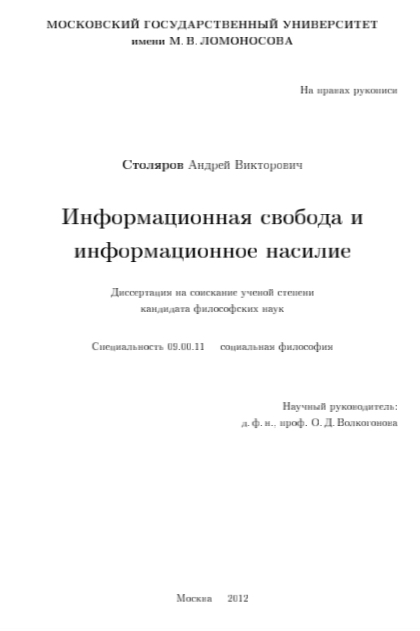 МОСКОВСКИЙ ГОСУДАРСТВЕННЫЙ УНИВЕРСИТЕТ
имени М. В. ЛОМОНОСОВА
На правах рукописи
Столяров Андрей Викторович
Информационная свобода и
информационное насилие
Диссертация на соискание ученой степени
кандидата философских наук
Специальность 09.00.11 социальная философия
Научный руководитель:
д. ф. н., проф. О. Д. Волкогонова
Москва 2012